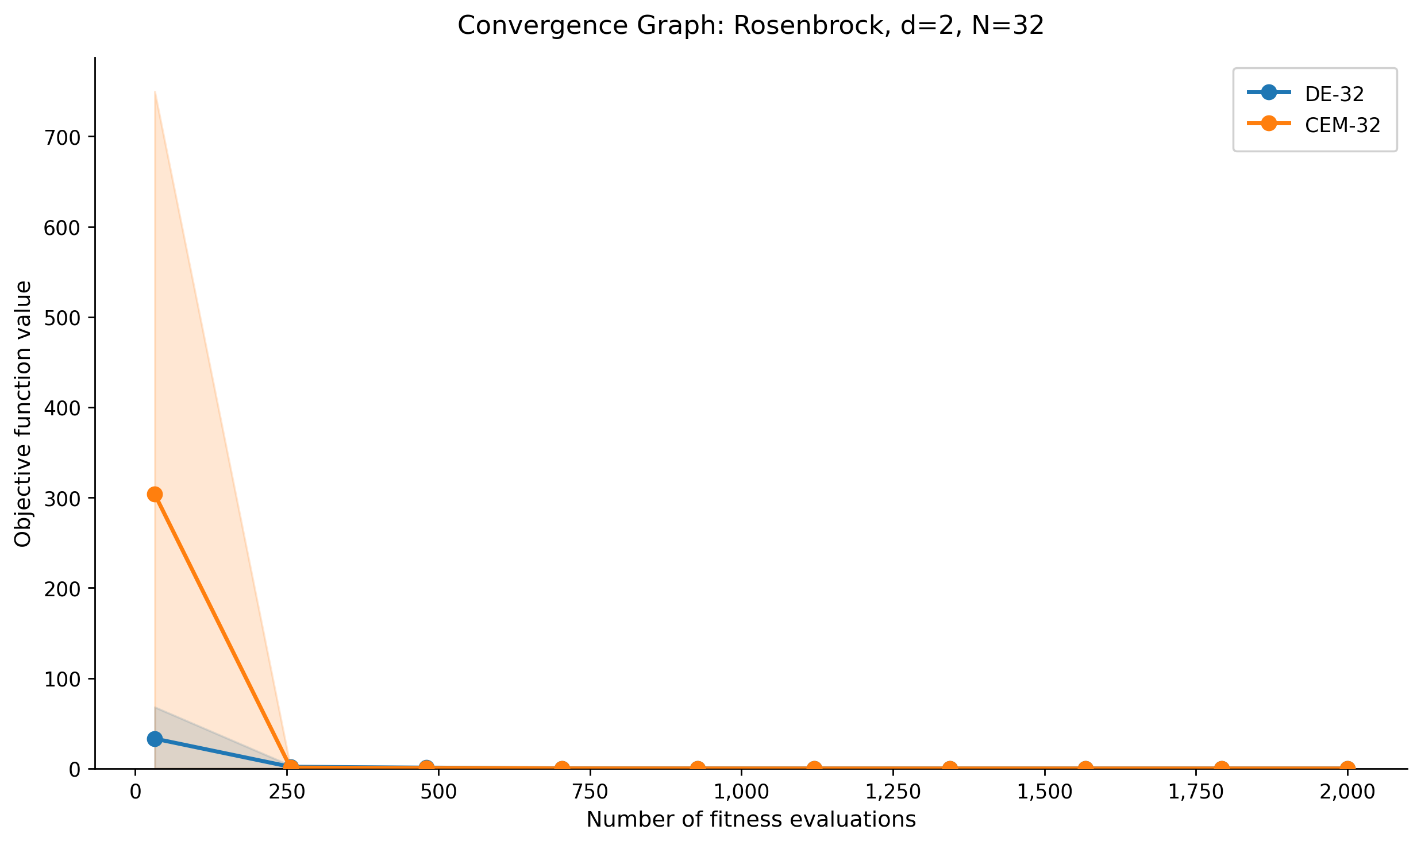 Convergence Graph: Rosenbrock, d=2, N=32
DE-32
CEM-32
Objective function value
700
600
500
400
300
200
100
0
0 250 500 750 1,000 1,250 1,500 1,750 2,000
Number of fitness evaluations